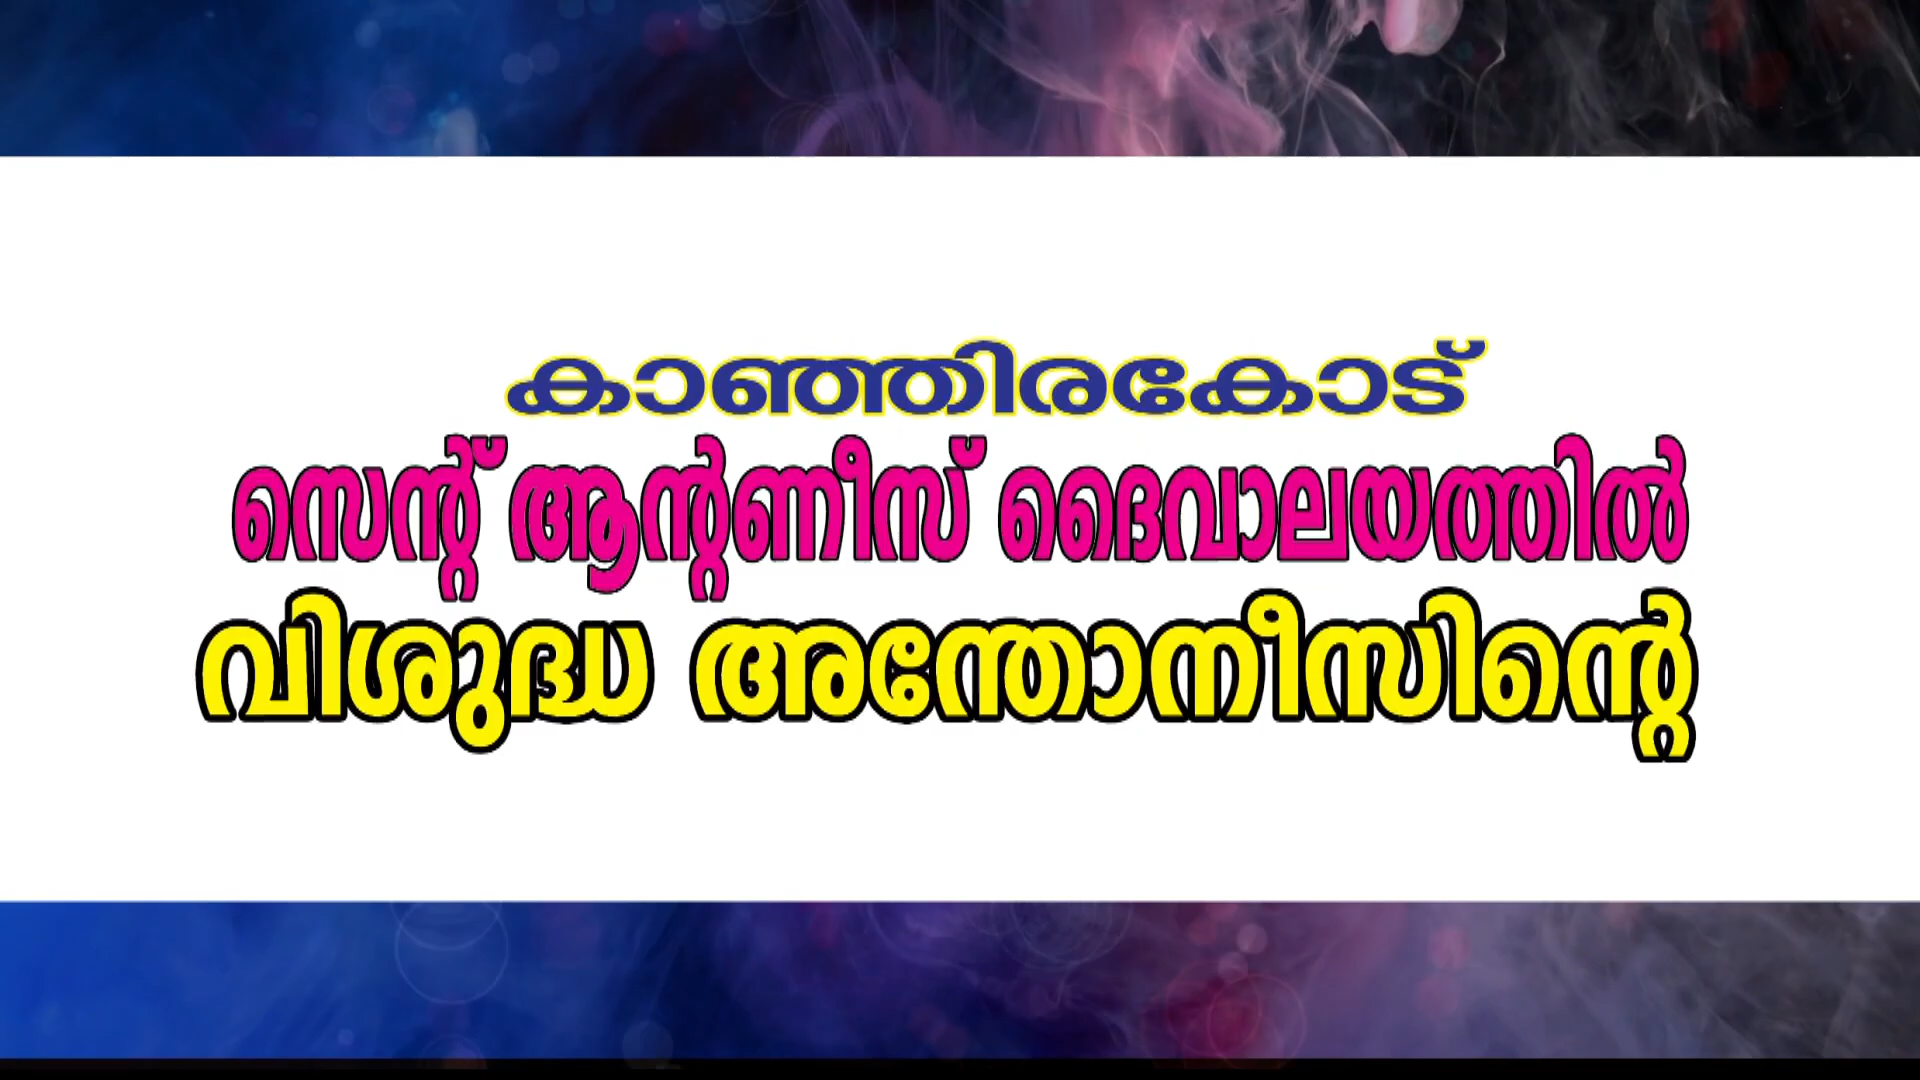 കാഞ്ഞിരകോട്
സെന്റ് ആന്റണീസ് ദൈവാലയത്തിൽ
വിശുദ്ധ അന്തോനീസിന്റെ